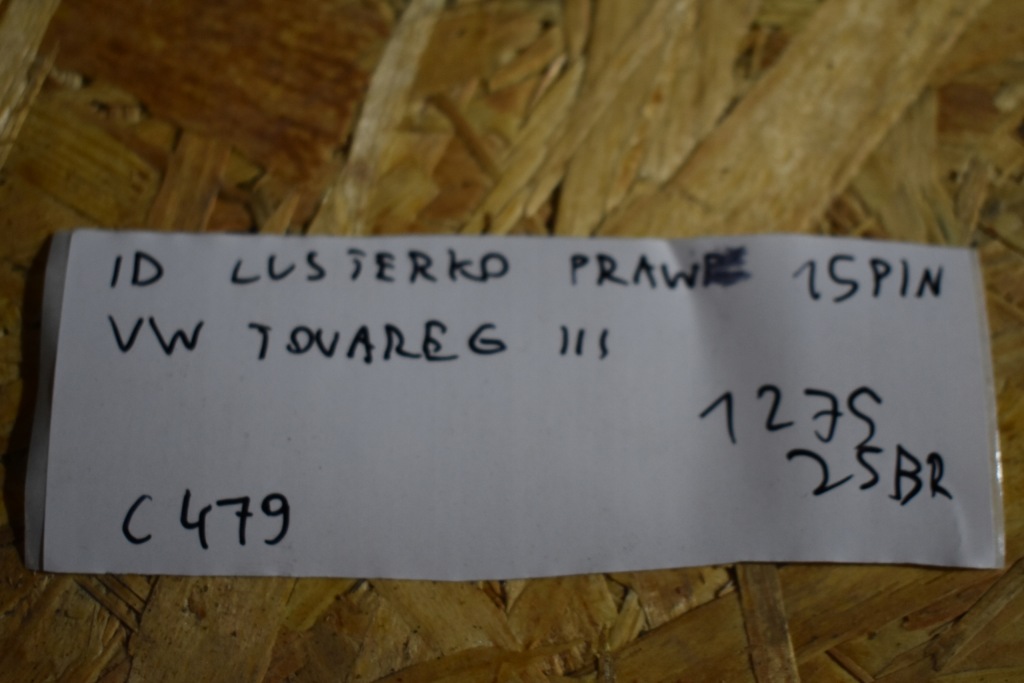 ID LUSTERKO PRAWE 15PIN
VW TOUAREG III
1275
25BR
C479